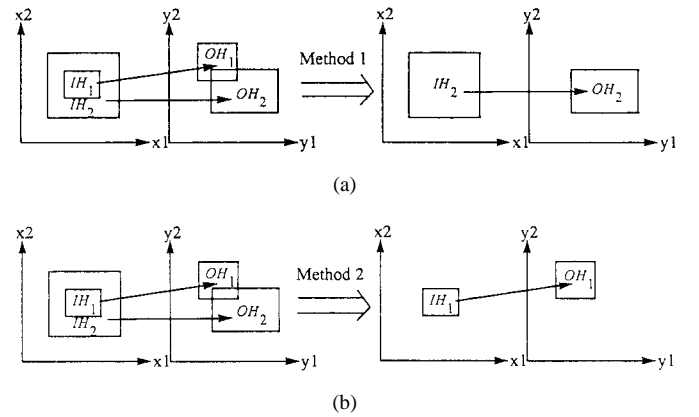 x2 y2 x2 y2
OH1
Method 1
IH1
IH2
OH2
IH2
OH2
x1 y1 x1 y1
(a)
x2 y2 x2 y2
OH1
Method 2
OH1
IH1
IH1
IH2
OH2
x1 y1 x1 y1
(b)